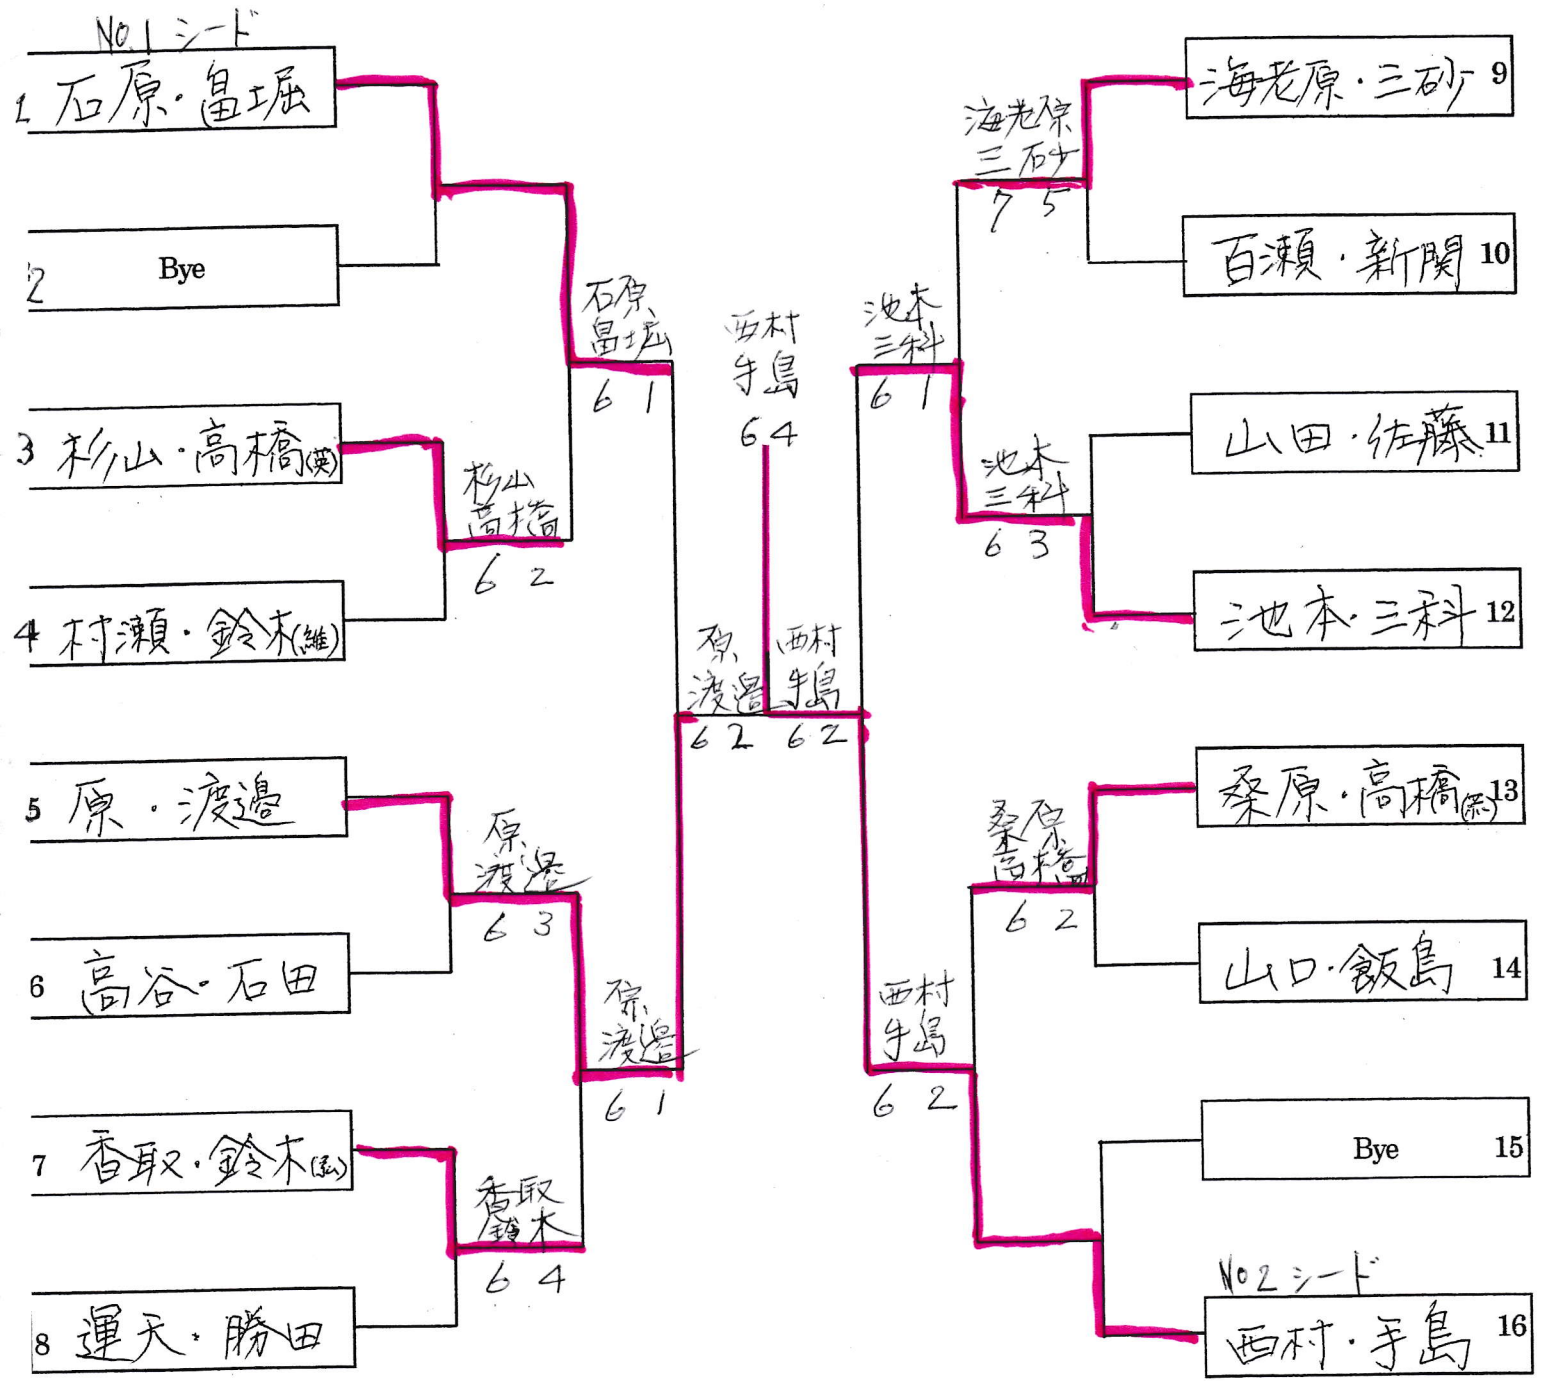 No.1 シード
1 石原・畠堀
2 Bye
3 杉山・高橋(英)
4 村瀬・鈴木(維)
5 原・渡邉
6 高谷・石田
7 香取・鈴木(弘)
8 運天・勝田
杉山
高橋
6 2
原
渡邉
6 3
香取
鈴木
6 4
石原
畠堀
6 1
原
渡邉
6 1
原
渡邉
6 2
西村
手島
6 4
西村
手島
6 2
池本
三科
6 1
西村
手島
6 2
海老原
三砂
7 5
池本
三科
6 3
桑原
高橋
6 2
海老原・三砂 9
百瀬・新関 10
山田・佐藤 11
池本・三科 12
桑原・高橋 13
山口・飯島 14
Bye 15
No2 シード
西村・手島 16